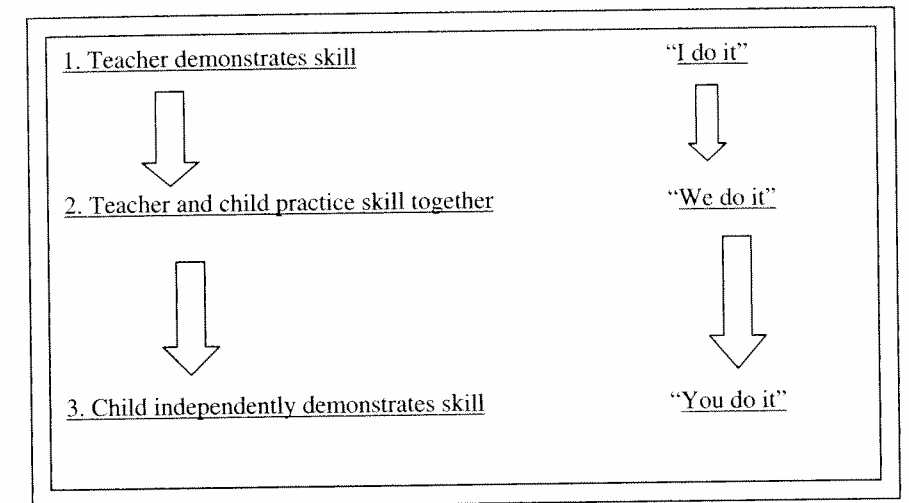 1. Teacher demonstrates skill “I do it”
2. Teacher and child practice skill together “We do it”
3. Child independently demonstrates skill “You do it”